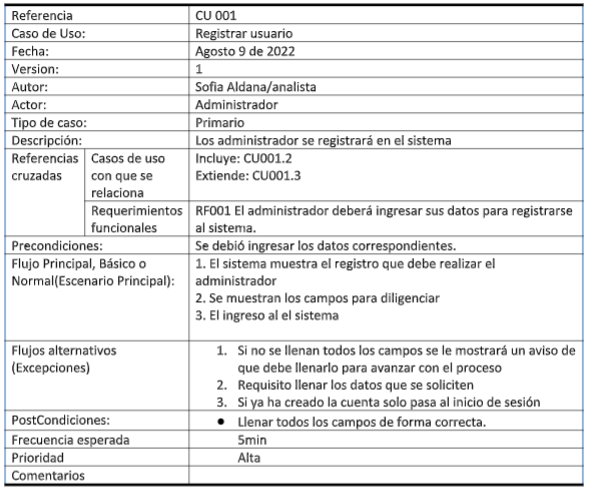 Referencia CU 001
Caso de Uso: Registrar usuario
Fecha: Agosto 9 de 2022
Version: 1
Autor: Sofia Aldana/analista
Actor: Administrador
Tipo de caso: Primario
Descripción: Los administrador se registrará en el sistema
Referencias cruzadas
Casos de uso con que se relaciona
Incluye: CU001.2
Extiende: CU001.3
Requerimientos funcionales
RF001 El administrador deberá ingresar sus datos para registrarse
al sistema.
Precondiciones: Se debió ingresar los datos correspondientes.
Flujo Principal, Básico o
Normal(Escenario Principal):
1. El sistema muestra el registro que debe realizar el
administrador
2. Se muestran los campos para diligenciar
3. El ingreso al el sistema
Flujos alternativos
(Excepciones)
1. Si no se llenan todos los campos se le mostrará un aviso de
que debe llenarlo para avanzar con el proceso
2. Requisito llenar los datos que se soliciten
3. Si ya ha creado la cuenta solo pasa al inicio de sesión
PostCondiciones: ● Llenar todos los campos de forma correcta.
Frecuencia esperada 5min
Prioridad Alta
Comentarios